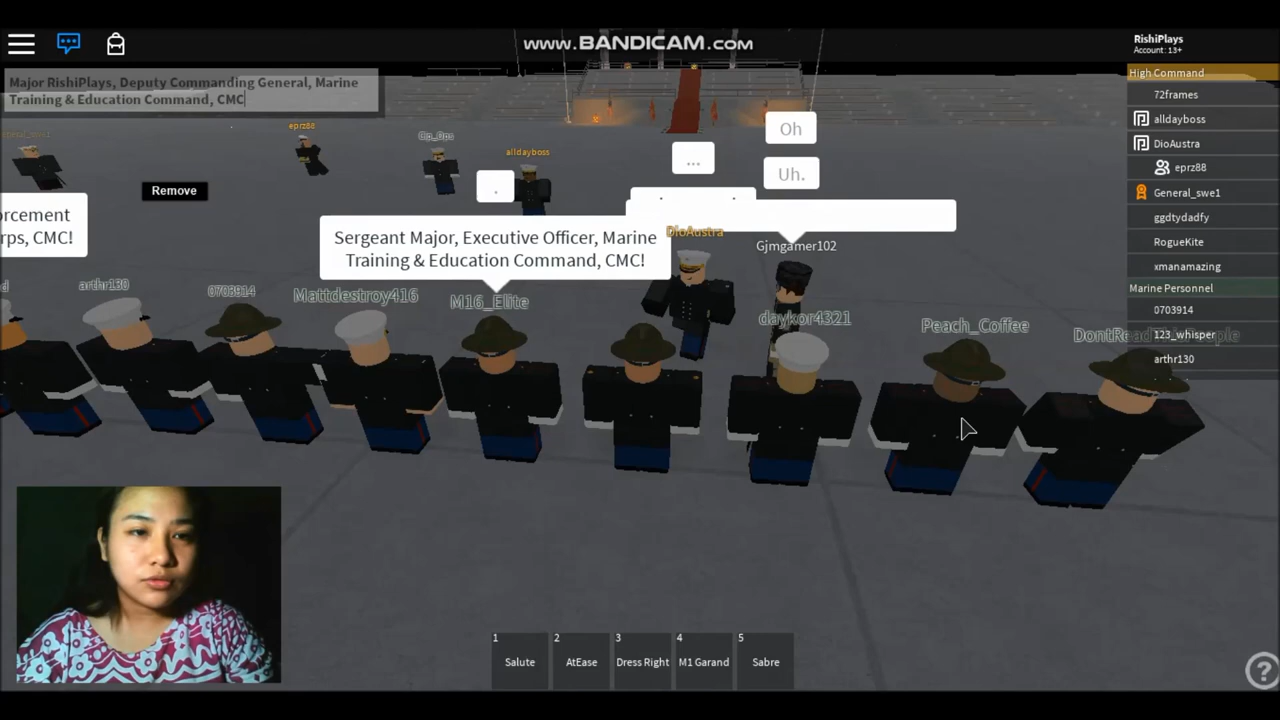 www.BANDICAM.com
RishiPlays
Account: 13+
Major RishiPlays, Deputy Commanding General, Marine
Training & Education Command, CMC
High Command
72frames
alldayboss
DioAustra
eprz88
General_swe1
ggdtydadfy
RogueKite
xmanamazing
Marine Personnel
0703914
123_whisper
arthr130
eprz88
alldayboss
Oh
...
Uh.
.
Remove
orcement
rps, CMC!
Sergeant Major, Executive Officer, Marine
Training & Education Command, CMC!
DioAustra
Gjmgamer102
arthr130
0703914
Mattdestroy416
M16_Elite
daykor4321
Peach_Coffee
1
Salute
2
AtEase
3
Dress Right
4
M1 Garand
5
Sabre
?